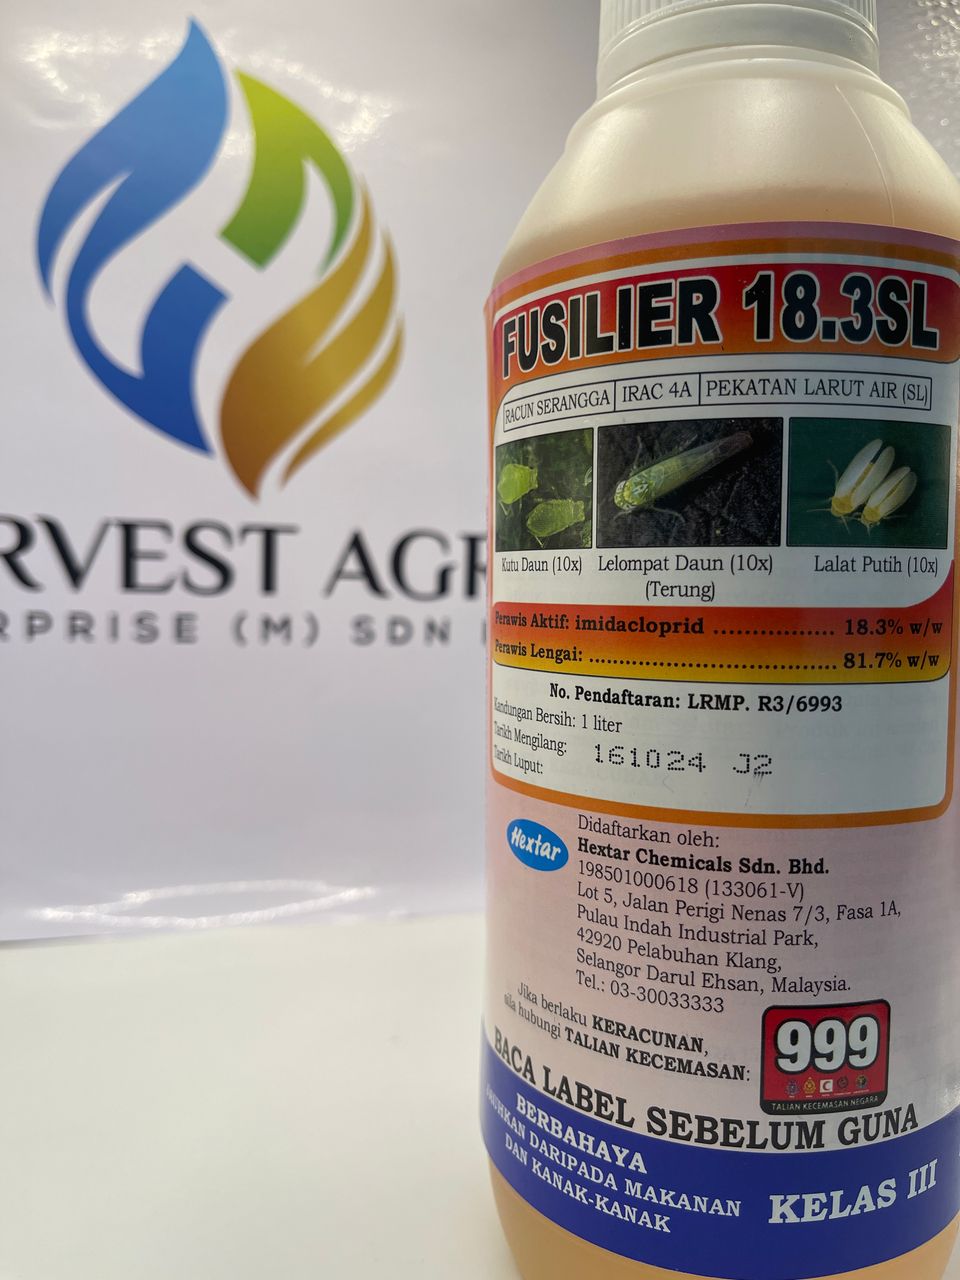 RVEST AGR
RPRISE (M) SDN
FUSILIER 18.3SL
RACUN SERANGGA IRAC 4A PEKATAN LARUT AIR (SL)
Kutu Daun (10x) Lelompat Daun (10x) Lalat Putih (10x)
(Terung)
Perawis Aktif: imidacloprid ................ 18.3% w/w
Perawis Lengai: .................................. 81.7% w/w
No. Pendaftaran: LRMP. R3/6993
Kandungan Bersih: 1 liter
Tarikh Mengilang: 161024 J2
Tarikh Luput:
Hextar
Didaftarkan oleh:
Hextar Chemicals Sdn. Bhd.
198501000618 (133061-V)
Lot 5, Jalan Perigi Nenas 7/3, Fasa 1A,
Pulau Indah Industrial Park,
42920 Pelabuhan Klang,
Selangor Darul Ehsan, Malaysia.
Tel.: 03-30033333
Jika berlaku KERACUNAN,
sila hubungi TALIAN KECEMASAN:
999
TALIAN KECEMASAN NEGARA
BACA LABEL SEBELUM GUNA
BERBAHAYA
JAUHKAN DARIPADA MAKANAN
DAN KANAK-KANAK
KELAS III